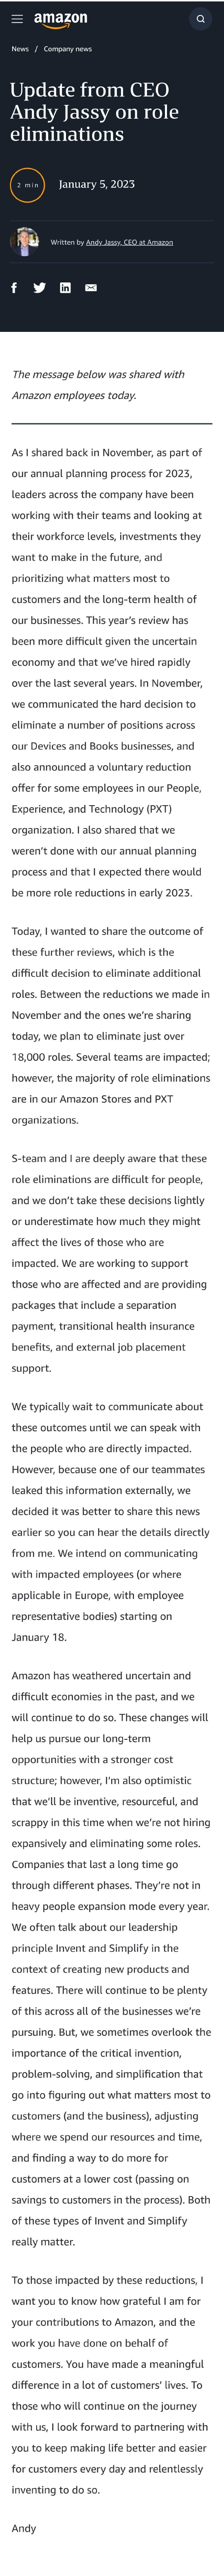 amazon
News / Company news
Update from CEO
Andy Jassy on role
eliminations
2 min
January 5, 2023
Written by Andy Jassy, CEO at Amazon
The message below was shared with
Amazon employees today.
As I shared back in November, as part of
our annual planning process for 2023,
leaders across the company have been
working with their teams and looking at
their workforce levels, investments they
want to make in the future, and
prioritizing what matters most to
customers and the long-term health of
our businesses. This year's review has
been more difficult given the uncertain
economy and that we've hired rapidly
over the last several years. In November,
we communicated the hard decision to
eliminate a number of positions across
our Devices and Books businesses, and
also announced a voluntary reduction
offer for some employees in our People,
Experience, and Technology (PXT)
organization. I also shared that we
weren't done with our annual planning
process and that I expected there would
be more role reductions in early 2023.
Today, I wanted to share the outcome of
these further reviews, which is the
difficult decision to eliminate additional
roles. Between the reductions we made in
November and the ones we're sharing
today, we plan to eliminate just over
18,000 roles. Several teams are impacted;
however, the majority of role eliminations
are in our Amazon Stores and PXT
organizations.
S-team and I are deeply aware that these
role eliminations are difficult for people,
and we don't take these decisions lightly
or underestimate how much they might
affect the lives of those who are
impacted. We are working to support
those who are affected and are providing
packages that include a separation
payment, transitional health insurance
benefits, and external job placement
support.
We typically wait to communicate about
these outcomes until we can speak with
the people who are directly impacted.
However, because one of our teammates
leaked this information externally, we
decided it was better to share this news
earlier so you can hear the details directly
from me. We intend on communicating
with impacted employees (or where
applicable in Europe, with employee
representative bodies) starting on
January 18.
Amazon has weathered uncertain and
difficult economies in the past, and we
will continue to do so. These changes will
help us pursue our long-term
opportunities with a stronger cost
structure; however, I'm also optimistic
that we'll be inventive, resourceful, and
scrappy in this time when we're not hiring
expansively and eliminating some roles.
Companies that last a long time go
through different phases. They're not in
heavy people expansion mode every year.
We often talk about our leadership
principle Invent and Simplify in the
context of creating new products and
features. There will continue to be plenty
of this across all of the businesses we're
pursuing. But, we sometimes overlook the
importance of the critical invention,
problem-solving, and simplification that
go into figuring out what matters most to
customers (and the business), adjusting
where we spend our resources and time,
and finding a way to do more for
customers at a lower cost (passing on
savings to customers in the process). Both
of these types of Invent and Simplify
really matter.
To those impacted by these reductions, I
want you to know how grateful I am for
your contributions to Amazon, and the
work you have done on behalf of
customers. You have made a meaningful
difference in a lot of customers' lives. To
those who will continue on the journey
with us, I look forward to partnering with
you to keep making life better and easier
for customers every day and relentlessly
inventing to do so.
Andy